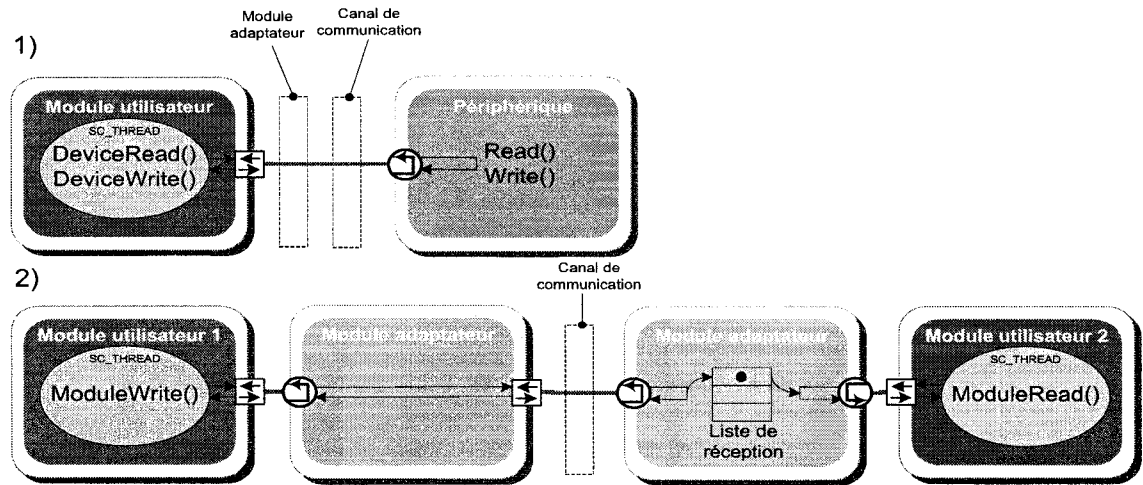 1)
Module
adaptateur
Canal de
communication
Module utilisateur
SC_THREAD
DeviceRead()
DeviceWrite()
Périphérique
Read()
Write()
2)
Canal de
communication
Module utilisateur 1
SC_THREAD
ModuleWrite()
Module adaptateur
Module adaptateur
Liste de
réception
Module utilisateur 2
SC_THREAD
ModuleRead()